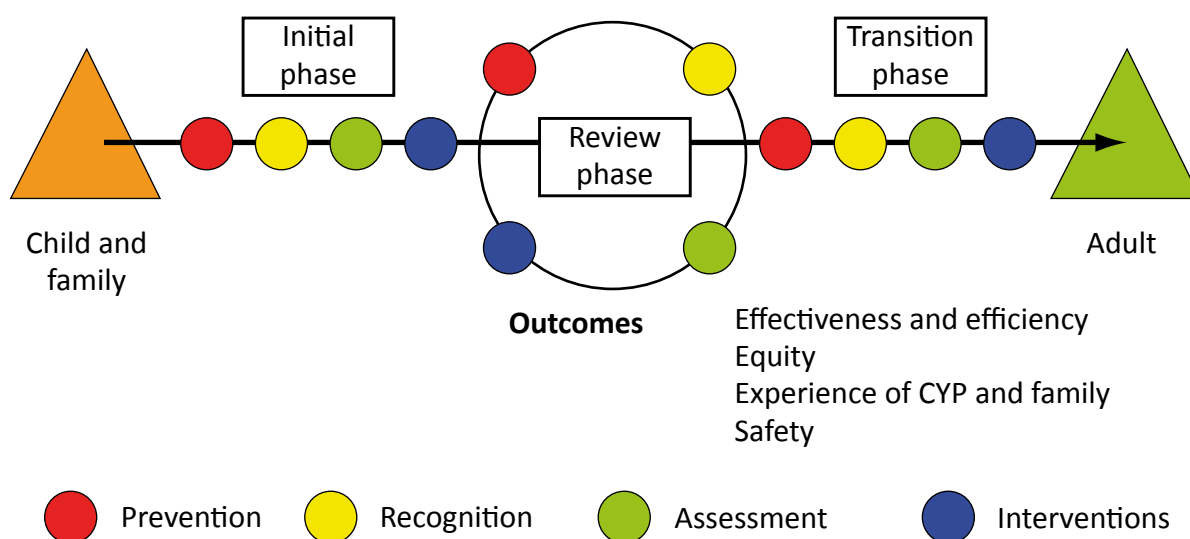 Initial
phase
Transition
phase
Review
phase
Child and
family
Adult
Outcomes
Effectiveness and efficiency
Equity
Experience of CYP and family
Safety
Prevention
Recognition
Assessment
Interventions